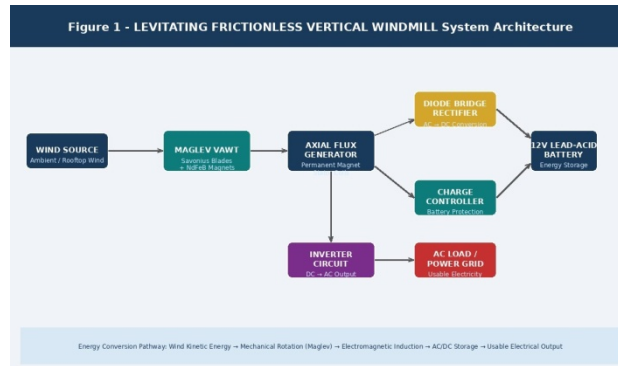 Figure 1 - LEVITATING FRICTIONLESS VERTICAL WINDMILL System Architecture
DIODE BRIDGE
RECTIFIER
AC → DC Conversion
WIND SOURCE
Ambient / Rooftop Wind
MAGLEV VAWT
Savonius Blades
+ NdFeB Magnets
AXIAL FLUX
GENERATOR
Permanent Magnet
12V LEAD-ACID
BATTERY
Energy Storage
CHARGE
CONTROLLER
Battery Protection
INVERTER
CIRCUIT
DC → AC Output
AC LOAD /
POWER GRID
Usable Electricity
Energy Conversion Pathway: Wind Kinetic Energy → Mechanical Rotation (Maglev) → Electromagnetic Induction → AC/DC Storage → Usable Electrical Output